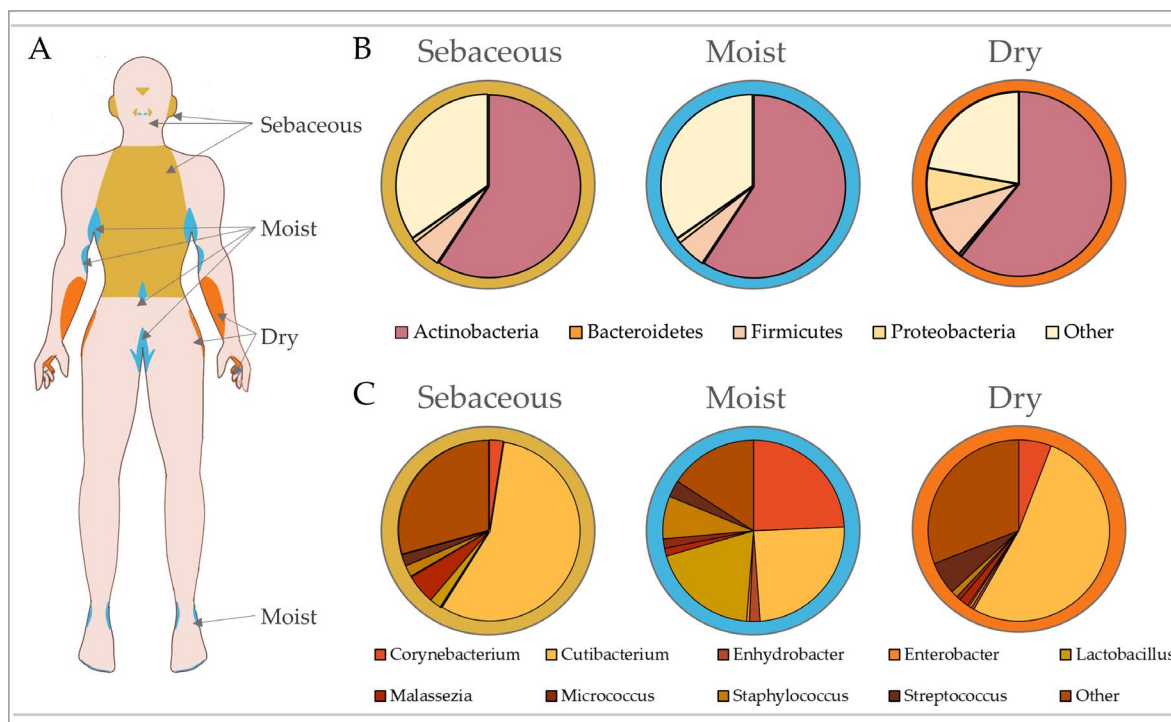 A
Sebaceous
Moist
Dry
Moist
B
Sebaceous Moist Dry
Actinobacteria Bacteroidetes Firmicutes Proteobacteria Other
C
Sebaceous Moist Dry
Corynebacterium Cutibacterium Enhydrobacter Enterobacter Lactobacillus
Malassezia Micrococcus Staphylococcus Streptococcus Other